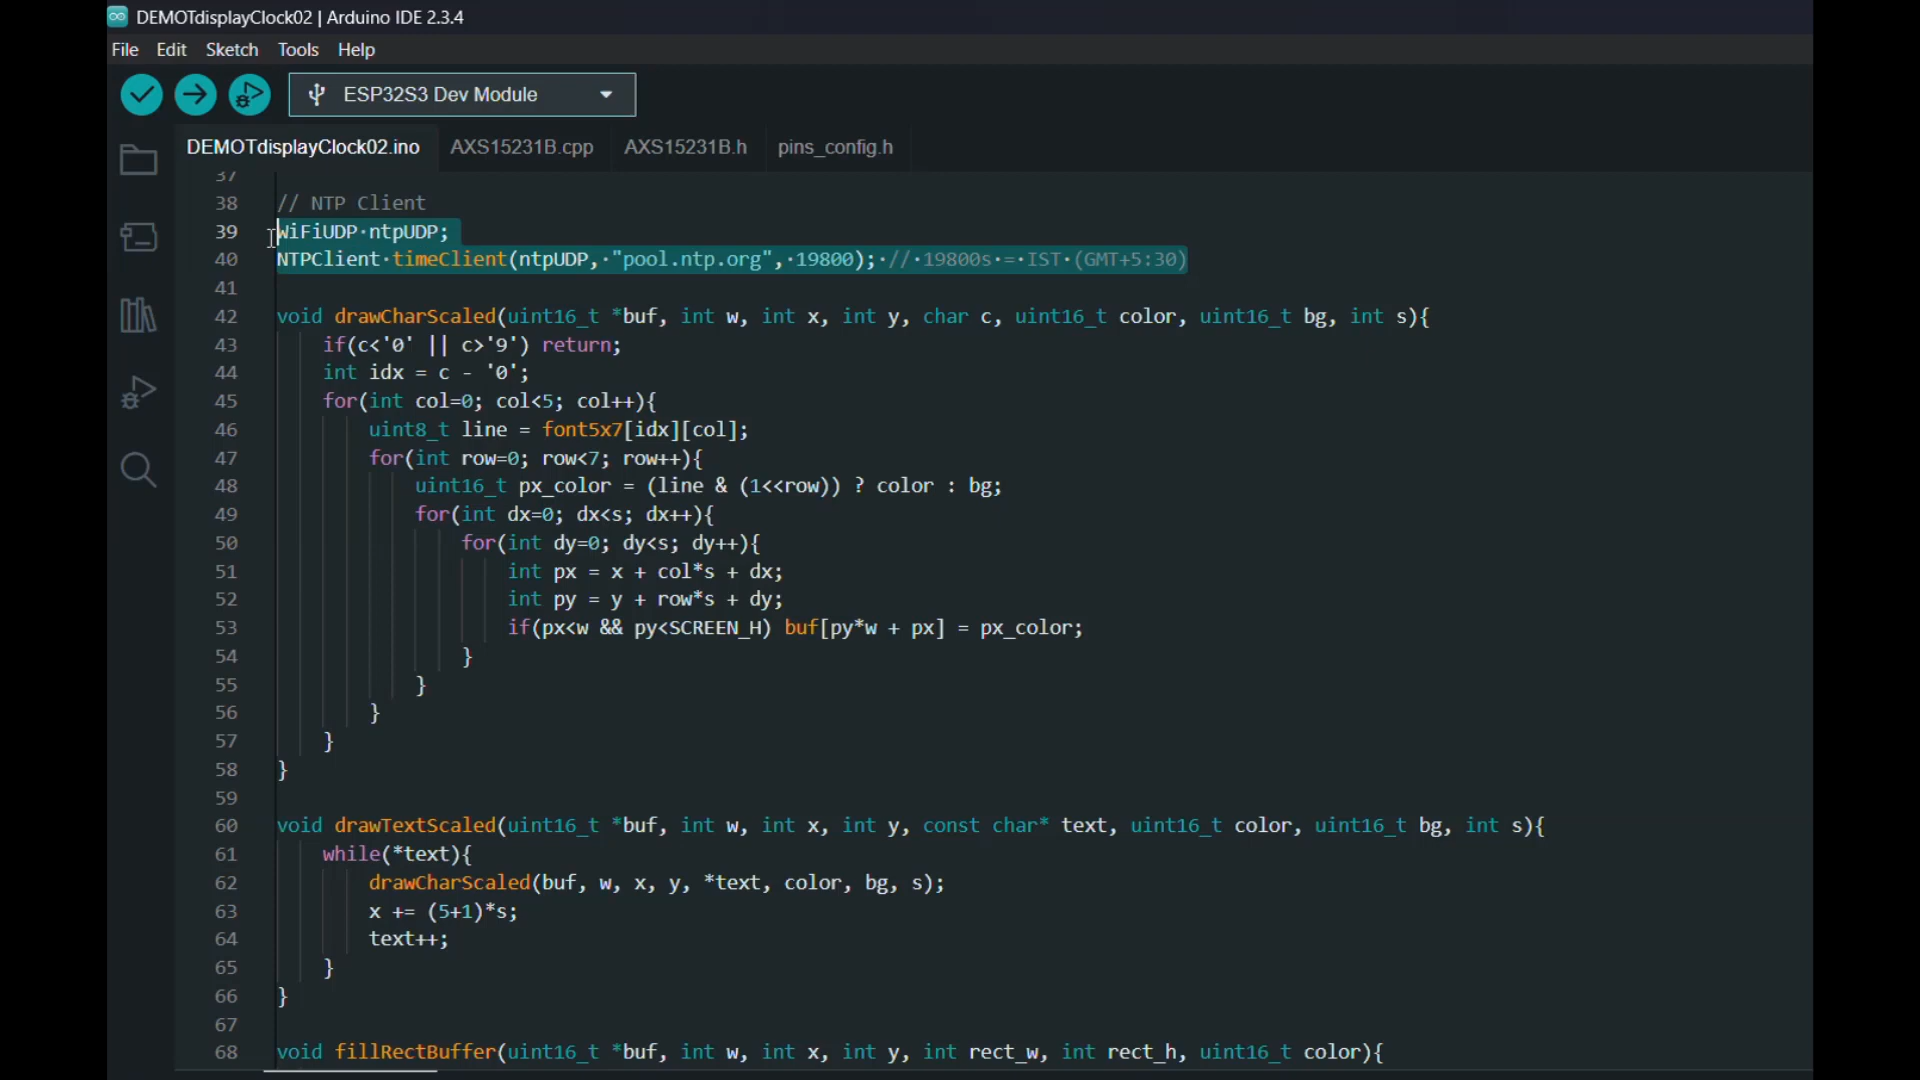 DEMOTdisplayClock02 | Arduino IDE 2.3.4
File Edit Sketch Tools Help
ESP32S3 Dev Module
DEMOTdisplayClock02.ino AXS15231B.cpp AXS15231B.h pins_config.h
37
38 // NTP Client
39 WiFiUDP·ntpUDP;
40 NTPClient·timeClient(ntpUDP,·"pool.ntp.org",·19800);·//·19800s·=·IST·(GMT+5:30)
41
42 void drawCharScaled(uint16_t *buf, int w, int x, int y, char c, uint16_t color, uint16_t bg, int s){
43 if(c<'0' || c>'9') return;
44 int idx = c - '0';
45 for(int col=0; col<5; col++){
46 uint8_t line = font5x7[idx][col];
47 for(int row=0; row<7; row++){
48 uint16_t px_color = (line & (1<<row)) ? color : bg;
49 for(int dx=0; dx<s; dx++){
50 for(int dy=0; dy<s; dy++){
51 int px = x + col*s + dx;
52 int py = y + row*s + dy;
53 if(px<w && py<SCREEN_H) buf[py*w + px] = px_color;
54 }
55 }
56 }
57 }
58 }
59
60 void drawTextScaled(uint16_t *buf, int w, int x, int y, const char* text, uint16_t color, uint16_t bg, int s){
61 while(*text){
62 drawCharScaled(buf, w, x, y, *text, color, bg, s);
63 x += (5+1)*s;
64 text++;
65 }
66 }
67
68 void fillRectBuffer(uint16_t *buf, int w, int x, int y, int rect_w, int rect_h, uint16_t color){